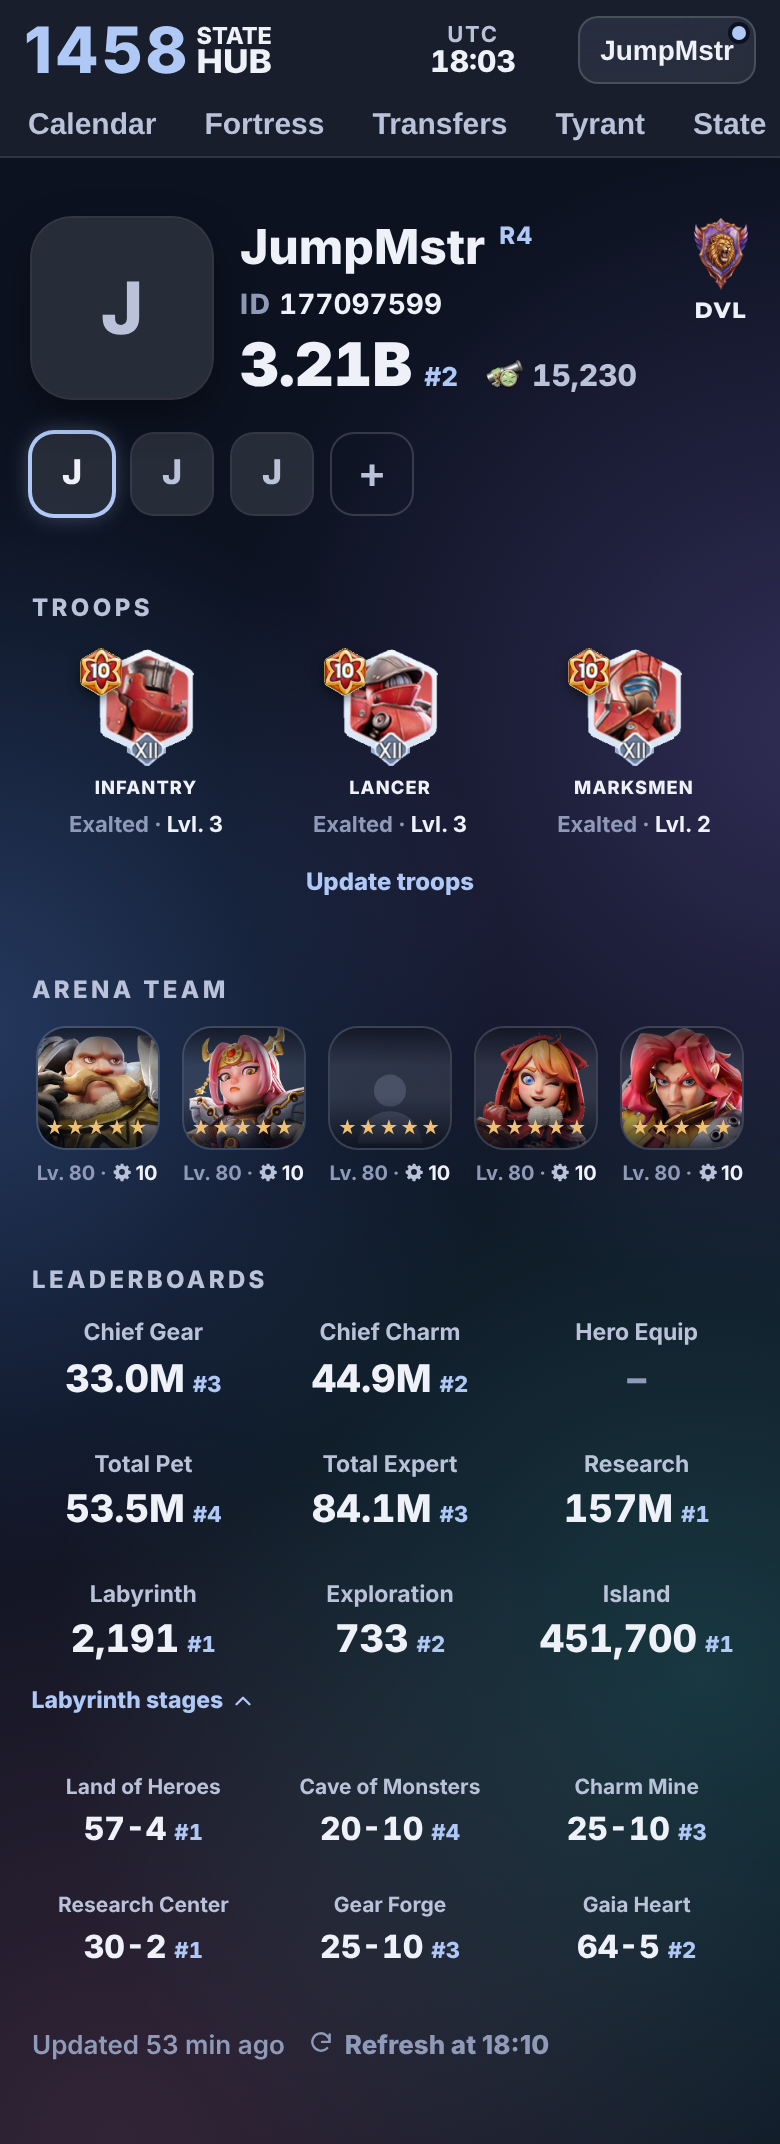 1458 STATE HUB
UTC
18:03
JumpMstr
Calendar Fortress Transfers Tyrant State
J
JumpMstr R4
ID 177097599
3.21B #2 15,230
DVL
J J J +
TROOPS
10 10 10
XII XII XII
INFANTRY LANCER MARKSMEN
Exalted · Lvl. 3 Exalted · Lvl. 3 Exalted · Lvl. 2
Update troops
ARENA TEAM
★★★★★ ★★★★★ ★★★★★ ★★★★★ ★★★★★
Lv. 80 · 10 Lv. 80 · 10 Lv. 80 · 10 Lv. 80 · 10 Lv. 80 · 10
LEADERBOARDS
Chief Gear Chief Charm Hero Equip
33.0M #3 44.9M #2 –
Total Pet Total Expert Research
53.5M #4 84.1M #3 157M #1
Labyrinth Exploration Island
2,191 #1 733 #2 451,700 #1
Labyrinth stages
Land of Heroes Cave of Monsters Charm Mine
57-4 #1 20-10 #4 25-10 #3
Research Center Gear Forge Gaia Heart
30-2 #1 25-10 #3 64-5 #2
Updated 53 min ago Refresh at 18:10